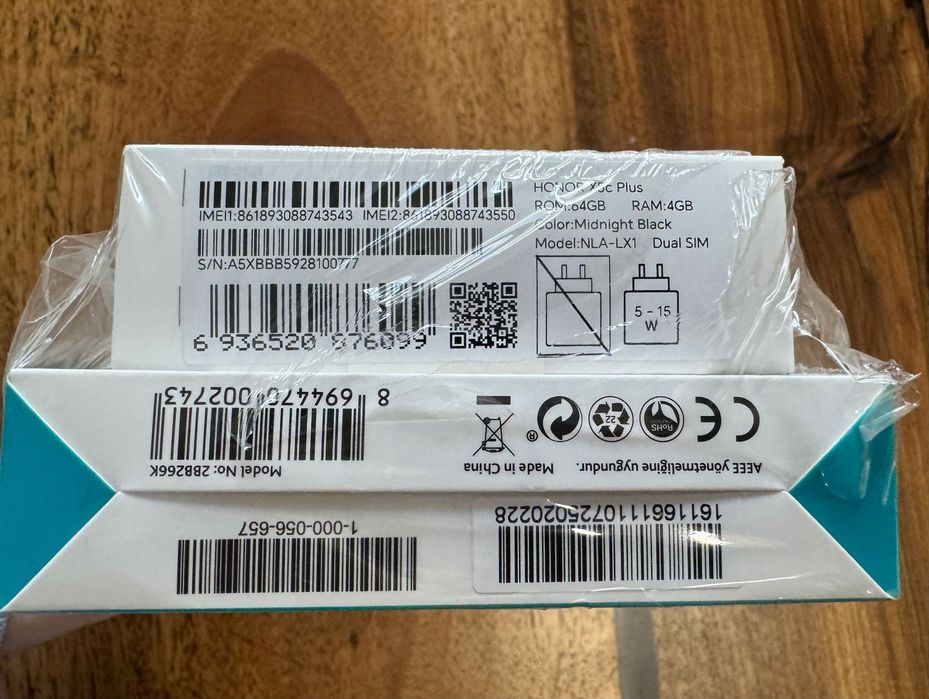 HONOR X5c Plus
ROM:64GB RAM:4GB
Color:Midnight Black
Model:NLA-LX1 Dual SIM
IMEI1:861893088743543 IMEI2:861893088743550
S/N:A5XBBB5928100777
5 - 15
W
6 936520 876099
8 694475 002743
Model No: 2BB266K
CE
RoHS
22
®
Made in China
AEEE yönetmeliğine uygundur.
1-000-056-657
1611661110725020228